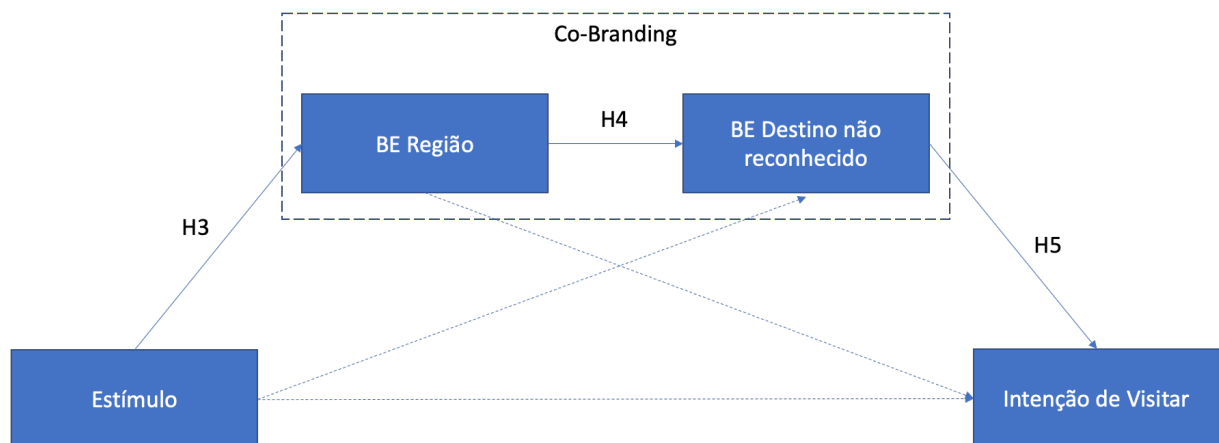 Co-Branding
BE Região
H4
BE Destino não
reconhecido
H3
H5
Estímulo
Intenção de Visitar